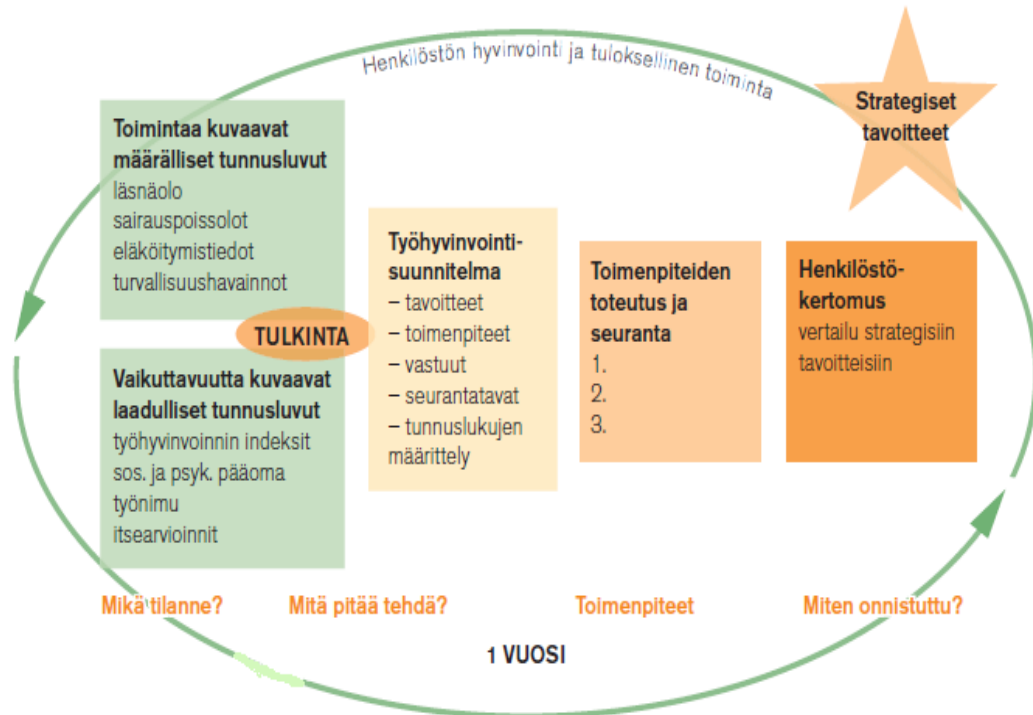 Henkilöstön hyvinvointi ja tuloksellinen toiminta
Strategiset
tavoitteet
Toimintaa kuvaavat
määrälliset tunnusluvut
läsnäolo
sairauspoissolot
eläköitymistiedot
turvallisuushavainnot
TULKINTA
Vaikuttavuutta kuvaavat
laadulliset tunnusluvut
työhyvinvoinnin indeksit
sos. ja psyk. pääoma
työnimu
itsearvioinnit
Työhyvinvointi-
suunnitelma
– tavoitteet
– toimenpiteet
– vastuut
– seurantatavat
– tunnuslukujen
määrittely
Toimenpiteiden
toteutus ja
seuranta
1.
2.
3.
Henkilöstö-
kertomus
vertailu strategisiin
tavoitteisiin
Mikä tilanne?
Mitä pitää tehdä?
Toimenpiteet
Miten onnistuttu?
1 VUOSI